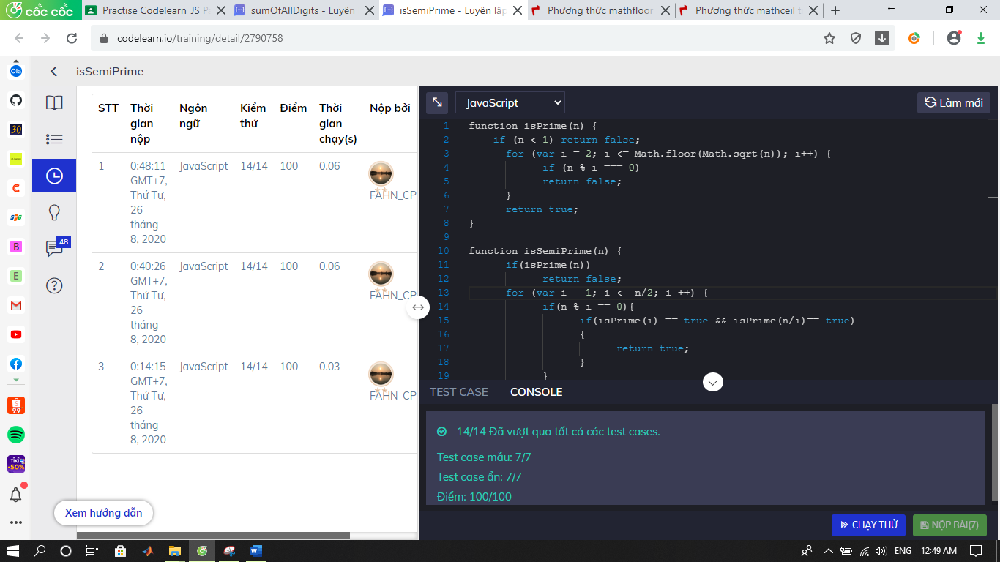 cốc cốc
Practise Codelearn_JS P
sumOfAllDigits - Luyện
isSemiPrime - Luyện lập
Phương thức mathfloor
Phương thức mathceil t
codelearn.io/training/detail/2790758
Ola
isSemiPrime
STT Thời gian nộp Ngôn ngữ Kiểm thử Điểm Thời gian chạy(s) Nộp bởi
1 0:48:11 GMT+7, Thứ Tư, 26 tháng 8, 2020 JavaScript 14/14 100 0.06 FAHN_CP
2 0:40:26 GMT+7, Thứ Tư, 26 tháng 8, 2020 JavaScript 14/14 100 0.06 FAHN_CP
3 0:14:15 GMT+7, Thứ Tư, 26 tháng 8, 2020 JavaScript 14/14 100 0.03 FAHN_CP
30
C
FPT
B
48
E
9.9
TIKI
-50%
Xem hướng dẫn
JavaScript
Làm mới
1 function isPrime(n) {
2 if (n <=1) return false;
3 for (var i = 2; i <= Math.floor(Math.sqrt(n)); i++) {
4 if (n % i === 0)
5 return false;
6 }
7 return true;
8 }
9
10 function isSemiPrime(n) {
11 if(isPrime(n))
12 return false;
13 for (var i = 1; i <= n/2; i ++) {
14 if(n % i == 0){
15 if(isPrime(i) == true && isPrime(n/i)== true)
16 {
17 return true;
18 }
19 }
TEST CASE CONSOLE
14/14 Đã vượt qua tất cả các test cases.
Test case mẫu: 7/7
Test case ẩn: 7/7
Điểm: 100/100
CHẠY THỬ
NỘP BÀI(7)
ENG
12:49 AM